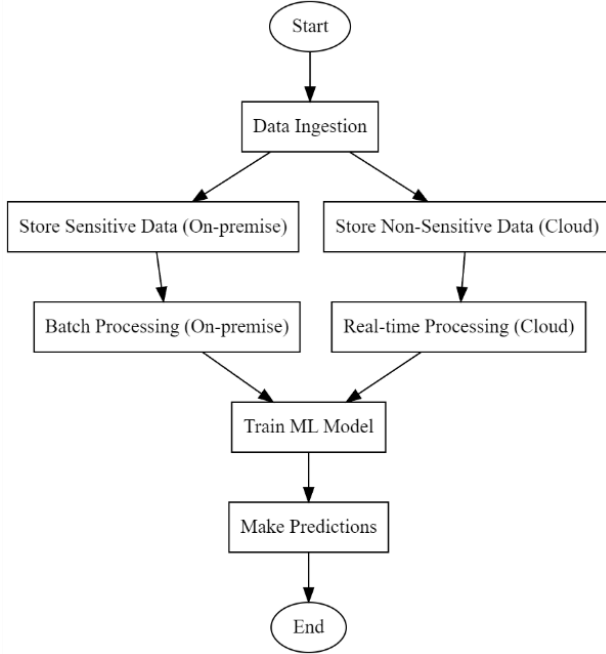 Start
Data Ingestion
Store Sensitive Data (On-premise)
Store Non-Sensitive Data (Cloud)
Batch Processing (On-premise)
Real-time Processing (Cloud)
Train ML Model
Make Predictions
End